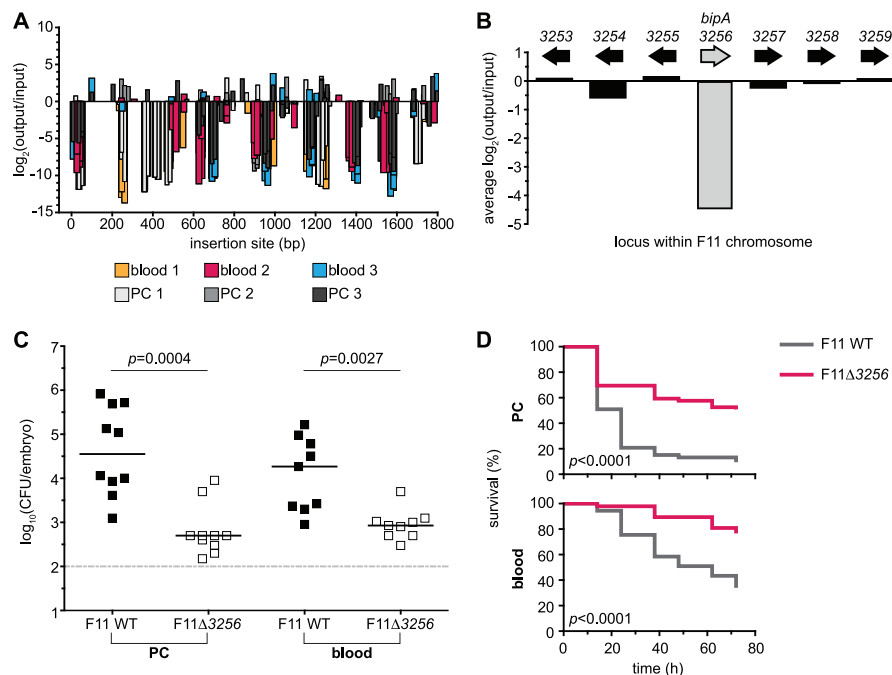 A
log2(output/input)
10
5
0
-5
-10
-15
0 200 400 600 800 1000 1200 1400 1600 1800
insertion site (bp)
blood 1 blood 2 blood 3
PC 1 PC 2 PC 3
B
bipA
3253 3254 3255 3256 3257 3258 3259
average log2(output/input)
1
0
-1
-2
-3
-4
-5
locus within F11 chromosome
C
p=0.0004 p=0.0027
log10(CFU/embryo)
7
6
5
4
3
2
1
F11 WT F11Δ3256 F11 WT F11Δ3256
PC blood
D
F11 WT
F11Δ3256
survival (%)
PC
100
80
60
40
20
0
p<0.0001
blood
100
80
60
40
20
0
p<0.0001
0 20 40 60 80
time (h)